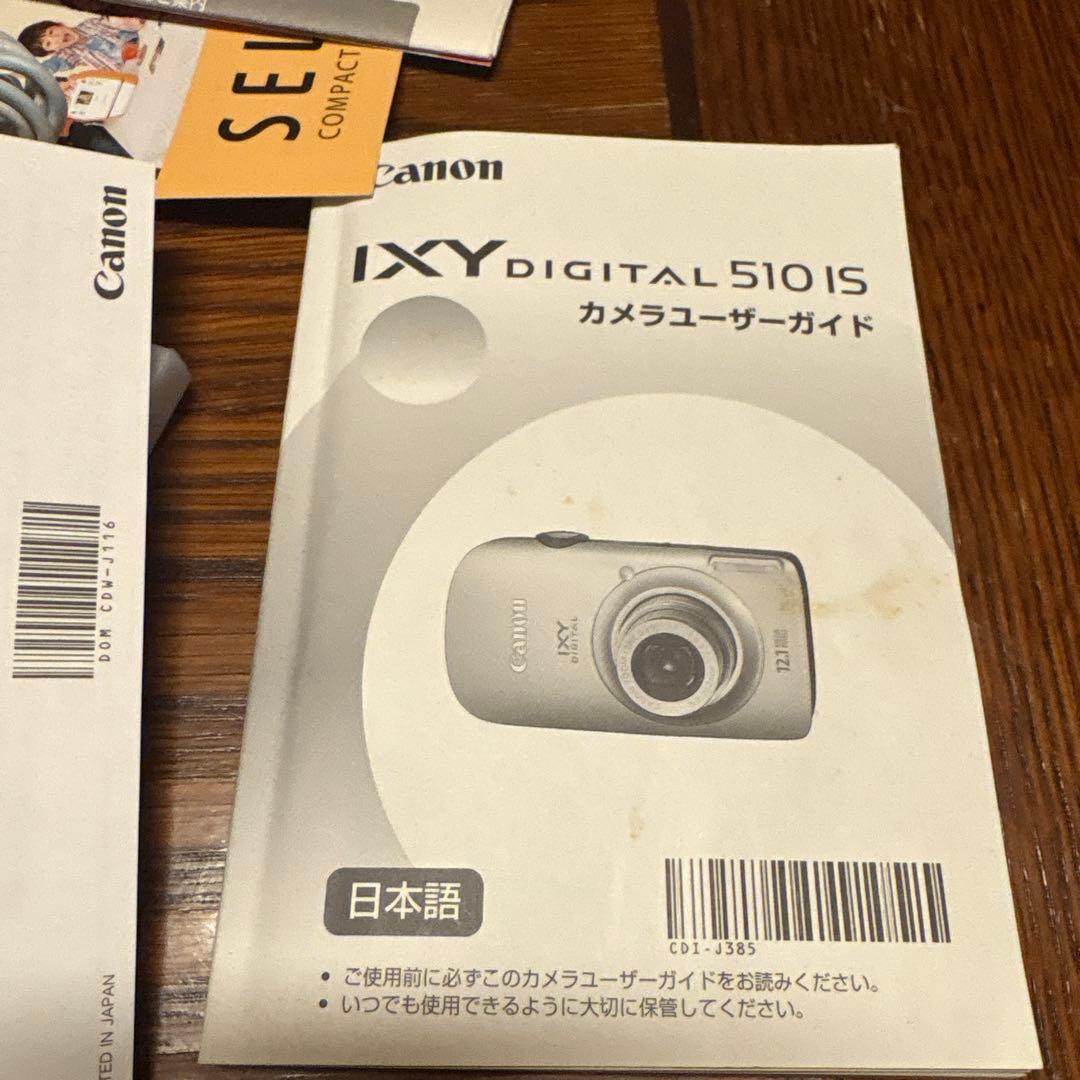 ご案内
SEL
COMPACT
Canon
Canon
IXY DIGITAL 510 IS
カメラユーザーガイド
Canon
IXY
DIGITAL
12.1
DOM CDW-J116
日本語
CDI-J385
• ご使用前に必ずこのカメラユーザーガイドをお読みください。
• いつでも使用できるように大切に保管してください。
TED IN JAPAN